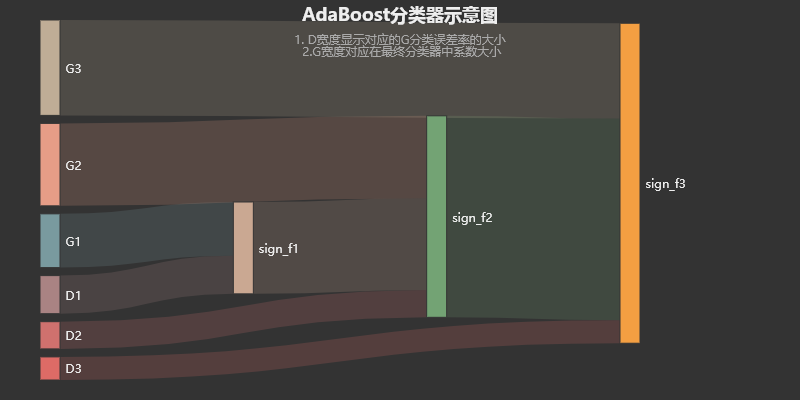 AdaBoost分类器示意图
1. D宽度显示对应的G分类误差率的大小
2.G宽度对应在最终分类器中系数大小
G3
G2
sign_f3
sign_f2
G1
sign_f1
D1
D2
D3